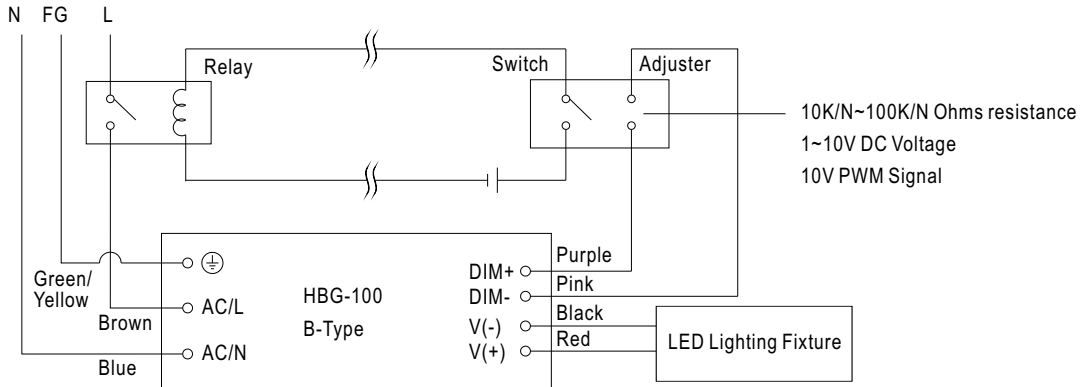 N FG L
Relay
Switch
Adjuster
10K/N~100K/N Ohms resistance
1~10V DC Voltage
10V PWM Signal
Green/
Yellow
Brown
Blue
AC/L
AC/N
HBG-100
B-Type
DIM+
DIM-
V(-)
V(+)
Purple
Pink
Black
Red
LED Lighting Fixture